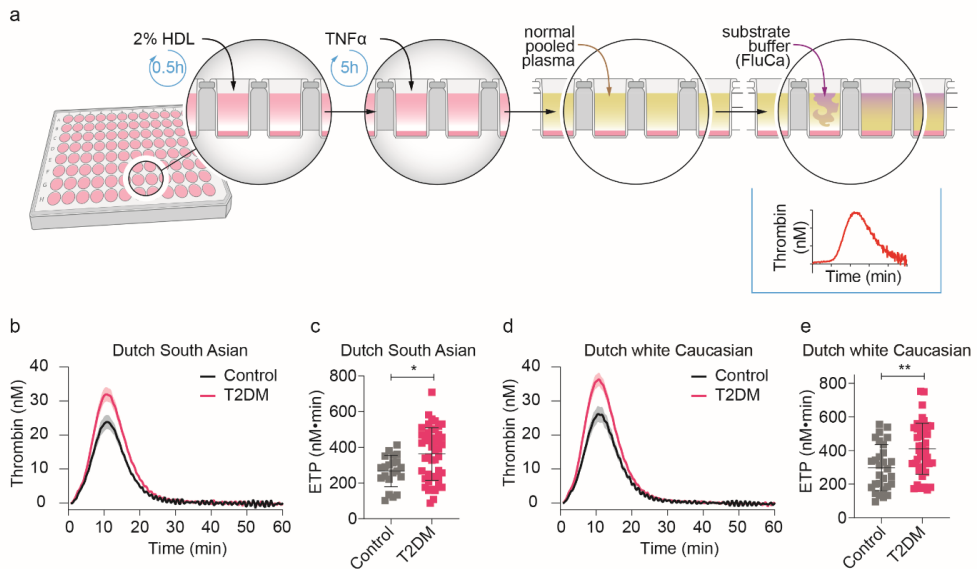 a
2% HDL
0.5h
TNFα
5h
normal
pooled
plasma
substrate
buffer
(FluCa)
Thrombin
(nM)
Time (min)
b
Dutch South Asian
Control
T2DM
Thrombin (nM)
40
30
20
10
0
0 10 20 30 40 50 60
Time (min)
c
Dutch South Asian
*
ETP (nM•min)
800
600
400
200
0
Control
T2DM
d
Dutch white Caucasian
Control
T2DM
Thrombin (nM)
40
30
20
10
0
0 10 20 30 40 50 60
Time (min)
e
Dutch white Caucasian
**
ETP (nM•min)
800
600
400
200
0
Control
T2DM